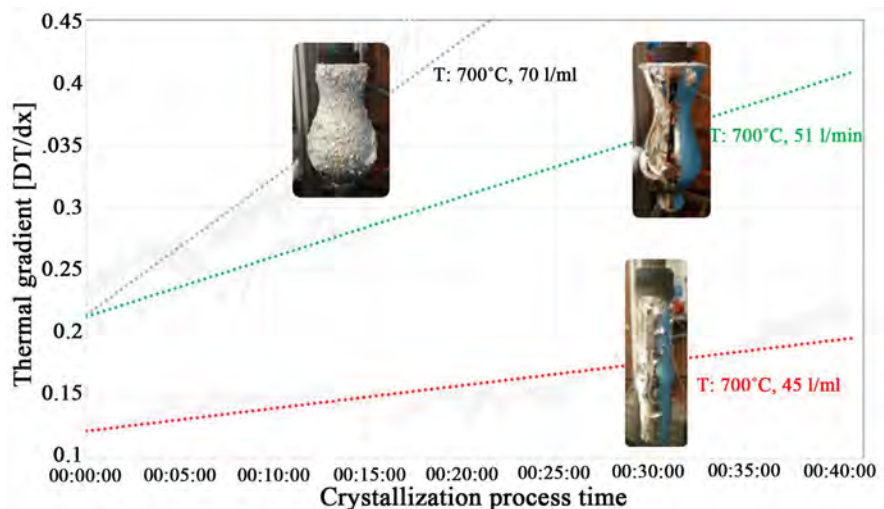 0.45
0.4
.035
0.3
0.25
0.2
0.15
0.1
Thermal gradient [DT/dx]
T: 700°C, 70 l/ml
T: 700°C, 51 l/min
T: 700°C, 45 l/ml
00:00:00 00:05:00 00:10:00 00:15:00 00:20:00 00:25:00 00:30:00 00:35:00 00:40:00
Crystallization process time